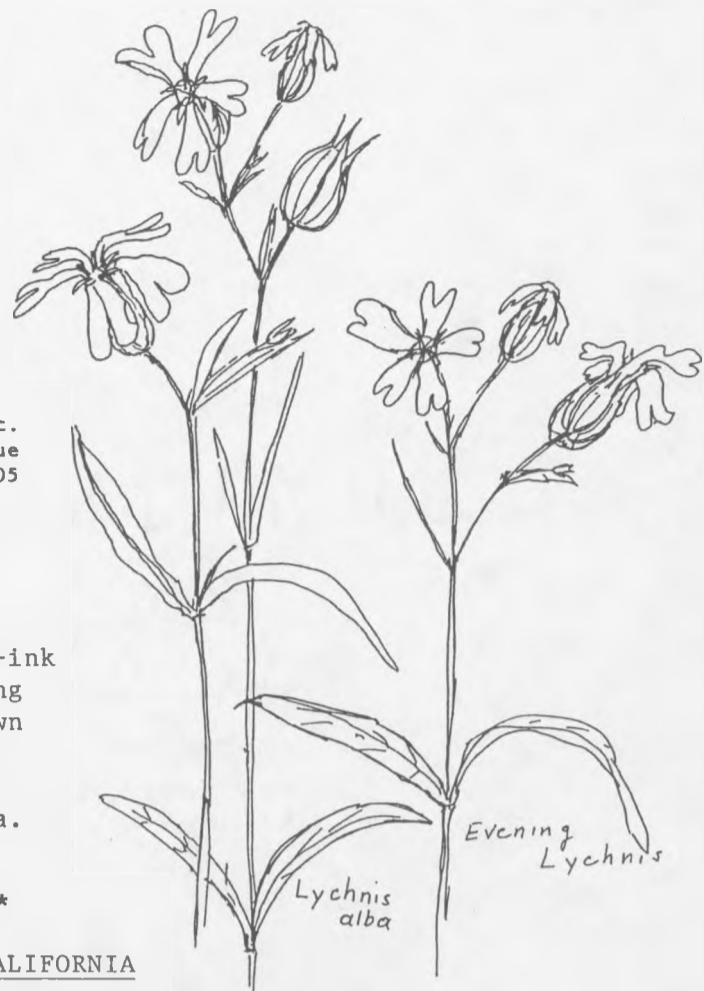 ue
05
-ink
ng
wn
a.
*
ALIFORNIA
Evening
Lychnis
Lychnis
alba